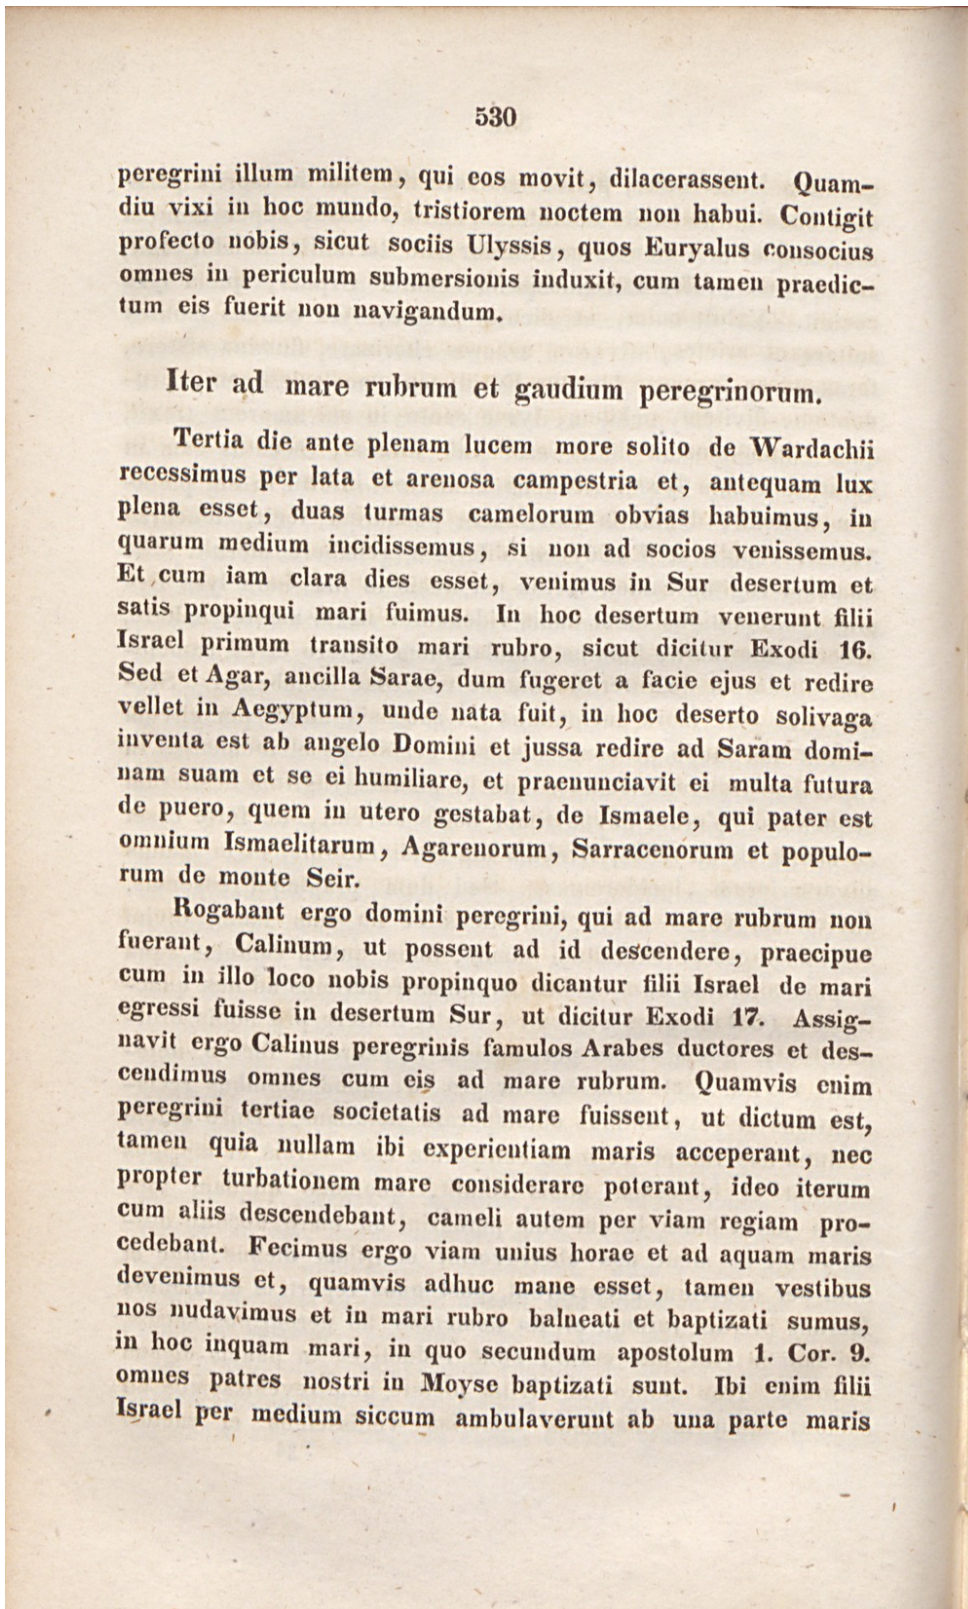 530
peregrini illum militem, qui eos movit, dilacerassent. Quam-
diu vixi in hoc mundo, tristiorem noctem non habui. Contigit
profecto nobis, sicut sociis Ulyssis, quos Euryalus consocius
omnes in periculum submersionis induxit, cum tamen praedic-
tum eis fuerit non navigandum.
Iter ad mare rubrum et gaudium peregrinorum.
Tertia die ante plenam lucem more solito de Wardachii
recessimus per lata et arenosa campestria et, antequam lux
plena esset, duas turmas camelorum obvias habuimus, in
quarum medium incidissemus, si non ad socios venissemus.
Et cum iam clara dies esset, venimus in Sur desertum et
satis propinqui mari fuimus. In hoc desertum venerunt filii
Israel primum transito mari rubro, sicut dicitur Exodi 16.
Sed et Agar, ancilla Sarae, dum fugeret a facie ejus et redire
vellet in Aegyptum, unde nata fuit, in hoc deserto solivaga
inventa est ab angelo Domini et jussa redire ad Saram domi-
nam suam et se ei humiliare, et praenunciavit ei multa futura
de puero, quem in utero gestabat, de Ismaele, qui pater est
omnium Ismaelitarum, Agarenorum, Sarracenorum et populo-
rum de monte Seir.
Rogabant ergo domini peregrini, qui ad mare rubrum non
fuerant, Calinum, ut possent ad id descendere, praecipue
cum in illo loco nobis propinquo dicantur filii Israel de mari
egressi fuisse in desertum Sur, ut dicitur Exodi 17. Assig-
navit ergo Calinus peregrinis famulos Arabes ductores et des-
cendimus omnes cum eis ad mare rubrum. Quamvis enim
peregrini tertiae societatis ad mare fuissent, ut dictum est,
tamen quia nullam ibi experientiam maris acceperant, nec
propter turbationem mare considerare poterant, ideo iterum
cum aliis descendebant, cameli autem per viam regiam pro-
cedebant. Fecimus ergo viam unius horae et ad aquam maris
devenimus et, quamvis adhuc mane esset, tamen vestibus
nos nudavimus et in mari rubro balneati et baptizati sumus,
in hoc inquam mari, in quo secundum apostolum 1. Cor. 9.
omnes patres nostri in Moyse baptizati sunt. Ibi enim filii
Israel per medium siccum ambulaverunt ab una parte maris